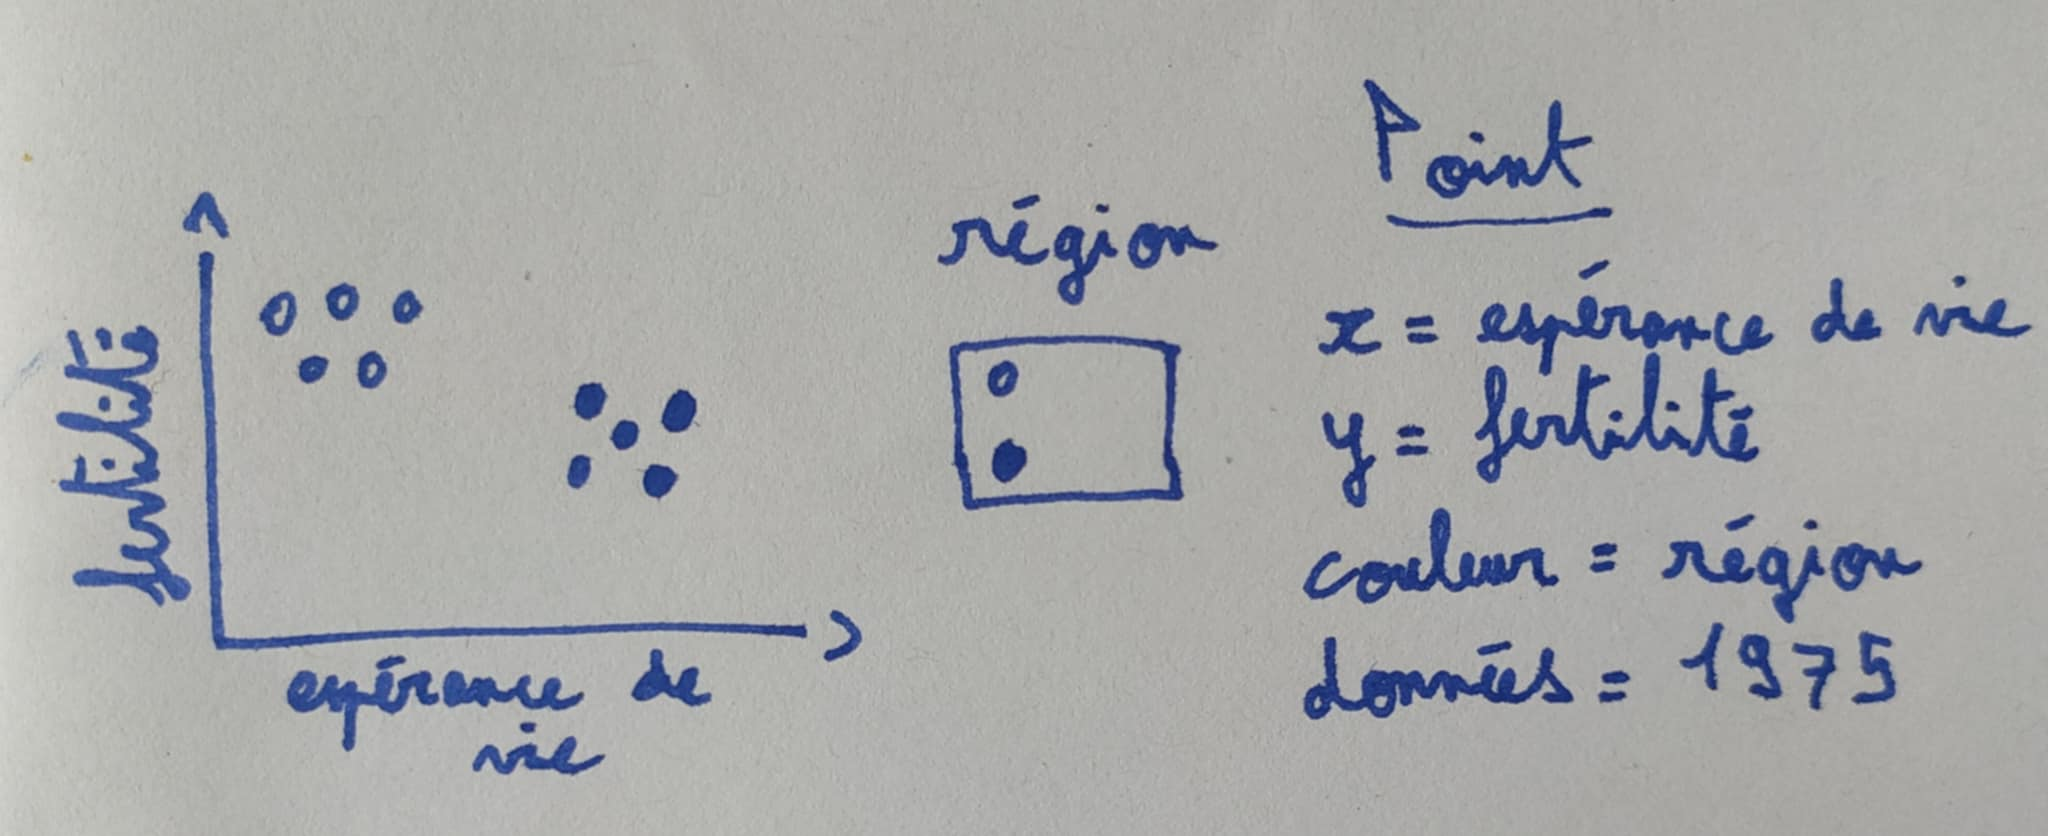 fertilité
espérance de
vie
région
Point
x = espérance de vie
y = fertilité
couleur = région
données = 1975